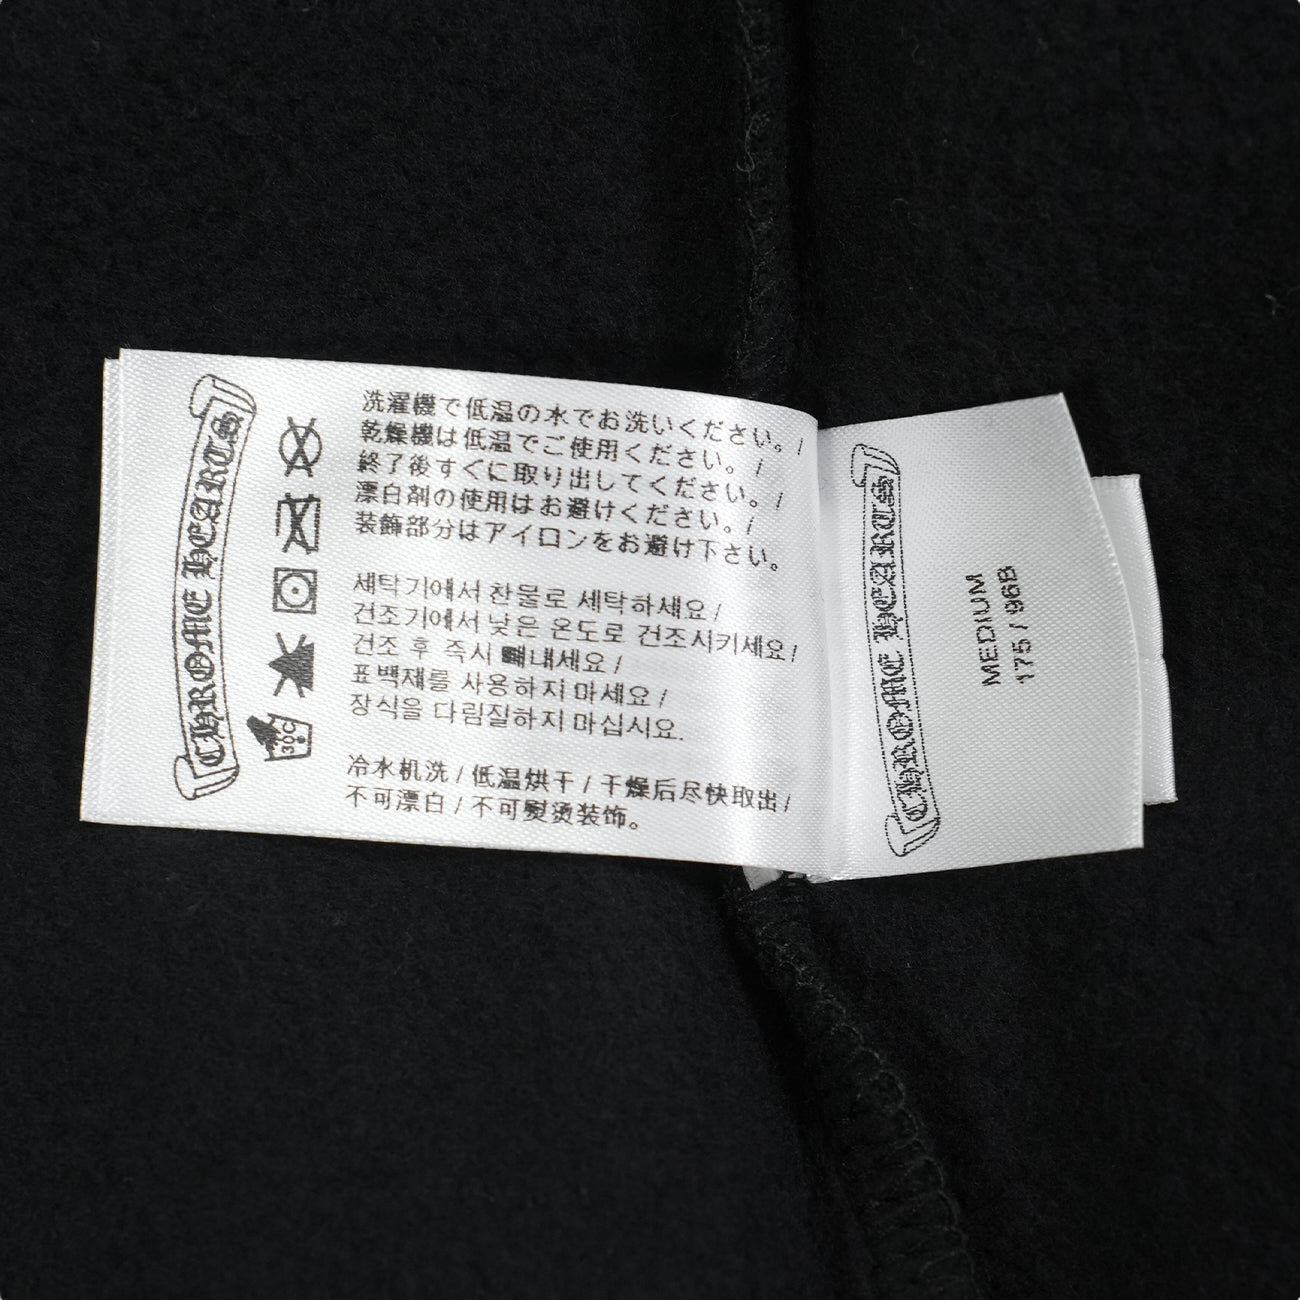 CHROME HEARTS
洗濯機で低温の水でお洗いください。/
乾燥機は低温でご使用ください。/
終了後すぐに取り出してください。/
漂白剤の使用はお避けください。/
装飾部分はアイロンをお避け下さい。
세탁기에서 찬물로 세탁하세요 /
건조기에서 낮은 온도로 건조시키세요 /
건조 후 즉시 빼내세요 /
표백제를 사용하지 마세요 /
장식을 다림질하지 마십시요.
冷水机洗 / 低温烘干 / 干燥后尽快取出 /
不可漂白 / 不可熨烫装饰。
30C
CHROME HEARTS
MEDIUM
175 / 96B